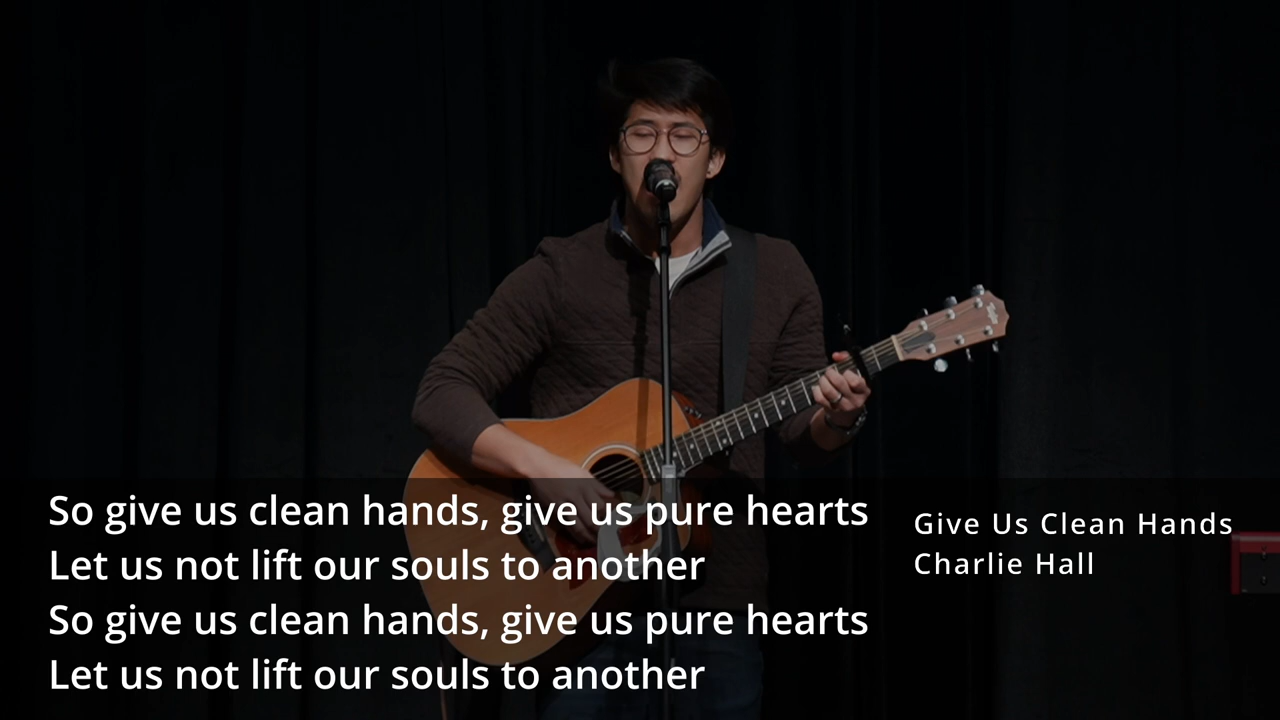 So give us clean hands, give us pure hearts
Let us not lift our souls to another
So give us clean hands, give us pure hearts
Let us not lift our souls to another
Give Us Clean Hands
Charlie Hall